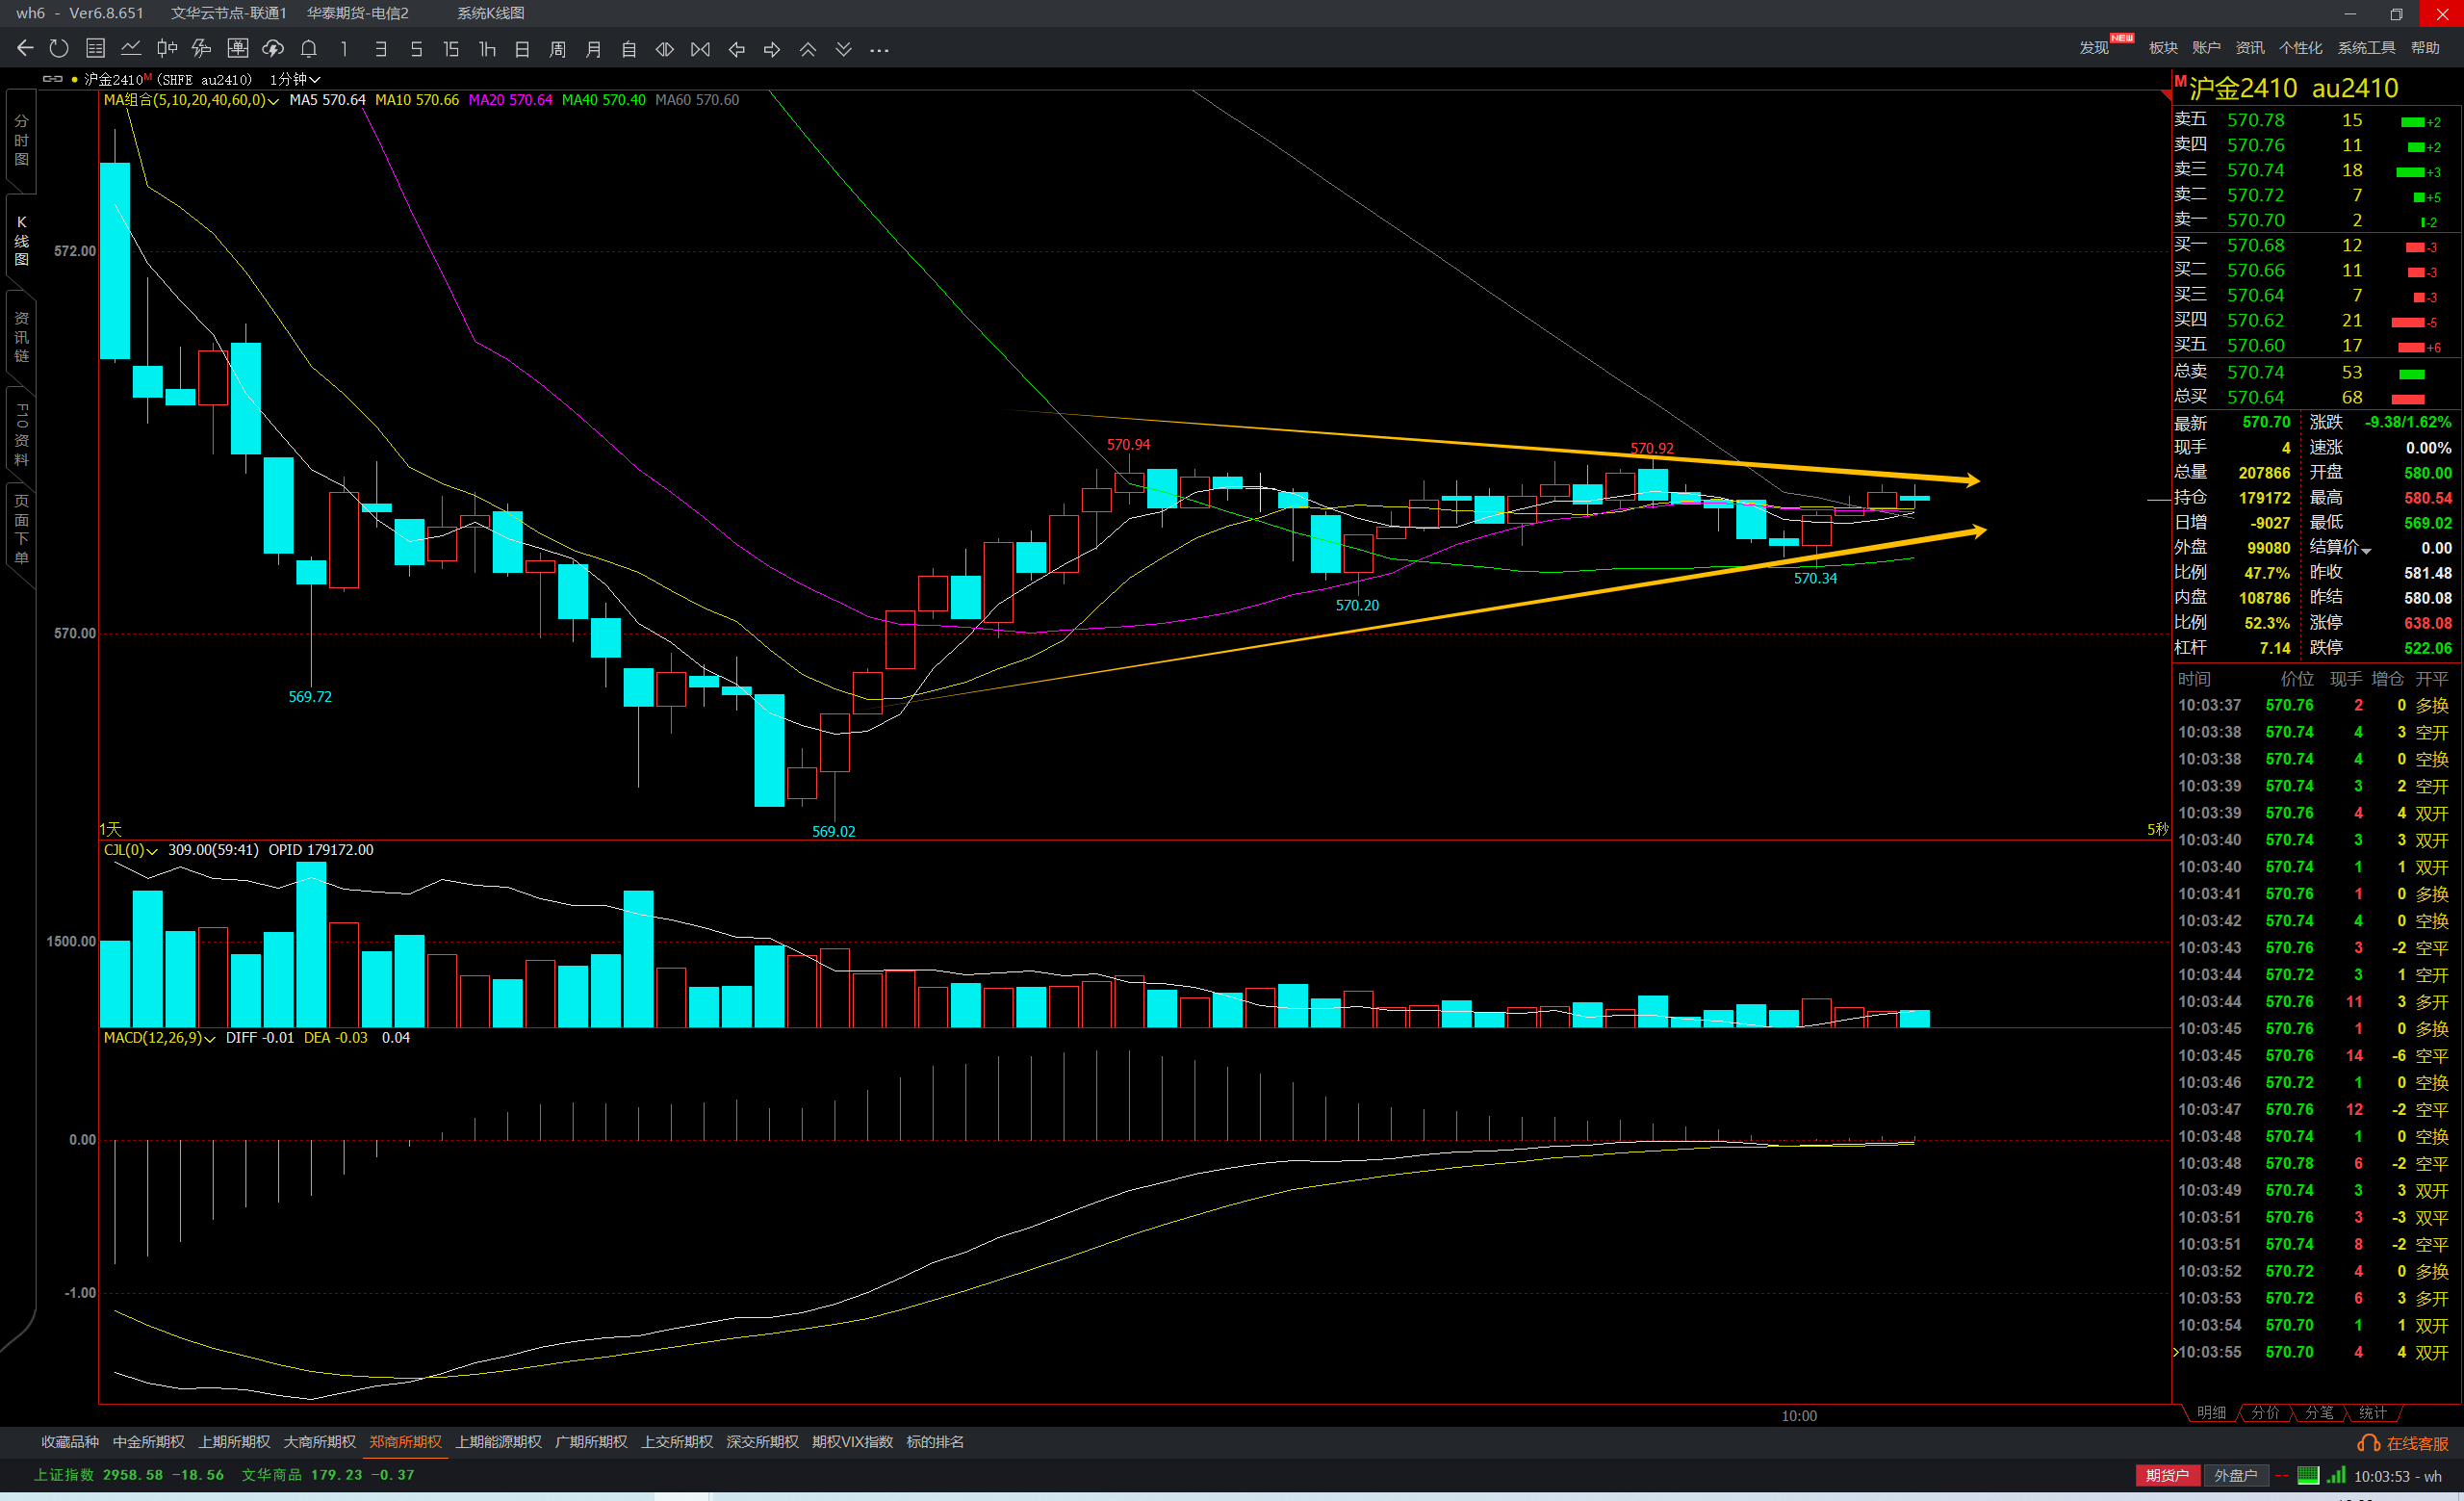 wh6 - Ver6.8.651 文华云节点-联通1 华泰期货-电信2 系统K线图
1 3 5 15 1h 日 周 月 自 ... 发现 NEW 板块 账户 资讯 个性化 系统工具 帮助
沪金2410M (SHFE au2410) 1分钟
MA组合(5,10,20,40,60,0) MA5 570.64 MA10 570.66 MA20 570.64 MA40 570.40 MA60 570.60
分时图
K线图
资讯链
F10资料
页面下单
572.00
570.00
570.94
570.92
570.34
570.20
569.72
569.02
1天
5秒
CJL(0) 309.00(59:41) OPID 179172.00
1500.00
MACD(12,26,9) DIFF -0.01 DEA -0.03 0.04
0.00
-1.00
10:00
M 沪金2410 au2410
卖五 570.78 15 +2
卖四 570.76 11 +2
卖三 570.74 18 +3
卖二 570.72 7 +5
卖一 570.70 2 -2
买一 570.68 12 -3
买二 570.66 11 -3
买三 570.64 7 -3
买四 570.62 21 -5
买五 570.60 17 +6
总卖 570.74 53
总买 570.64 68
最新 570.70 涨跌 -9.38/1.62%
现手 4 速涨 0.00%
总量 207866 开盘 580.00
持仓 179172 最高 580.54
日增 -9027 最低 569.02
外盘 99080 结算价 0.00
比例 47.7% 昨收 581.48
内盘 108786 昨结 580.08
比例 52.3% 涨停 638.08
杠杆 7.14 跌停 522.06
时间 价位 现手 增仓 开平
10:03:37 570.76 2 0 多换
10:03:38 570.74 4 3 空开
10:03:38 570.74 4 0 空换
10:03:39 570.74 3 2 空开
10:03:39 570.76 4 4 双开
10:03:40 570.74 3 3 双开
10:03:40 570.74 1 1 双开
10:03:41 570.76 1 0 多换
10:03:42 570.74 4 0 空换
10:03:43 570.76 3 -2 空平
10:03:44 570.72 3 1 空开
10:03:44 570.76 11 3 多开
10:03:45 570.76 1 0 多换
10:03:45 570.76 14 -6 空平
10:03:46 570.72 1 0 空换
10:03:47 570.76 12 -2 空平
10:03:48 570.74 1 0 空换
10:03:48 570.78 6 -2 空平
10:03:49 570.74 3 3 双开
10:03:51 570.76 3 -3 双平
10:03:51 570.74 8 -2 空平
10:03:52 570.72 4 0 多换
10:03:53 570.72 6 3 多开
10:03:54 570.70 1 1 双开
10:03:55 570.70 4 4 双开
明细 分价 分笔 统计
收藏品种 中金所期权 上期所期权 大商所期权 郑商所期权 上期能源期权 广期所期权 上交所期权 深交所期权 期权VIX指数 标的排名 在线客服
上证指数 2958.58 -18.56 文华商品 179.23 -0.37 期货户 外盘户 -- 10:03:53 - wh